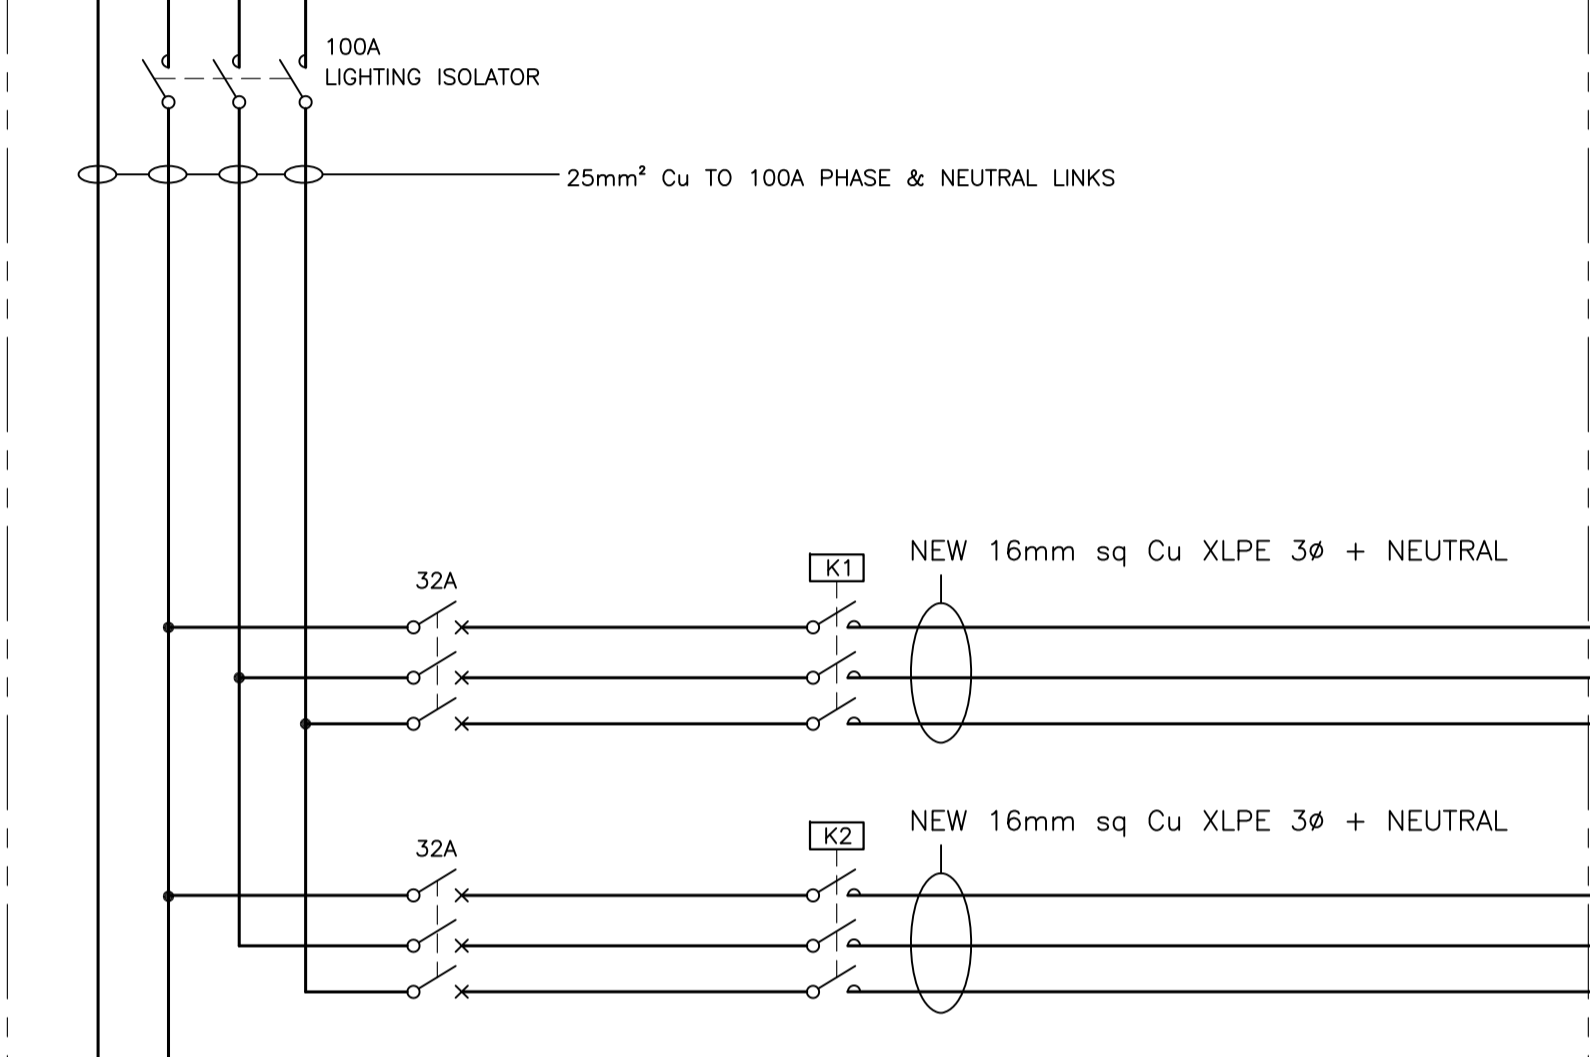 100A
LIGHTING ISOLATOR
25mm² Cu TO 100A PHASE & NEUTRAL LINKS
NEW 16mm sq Cu XLPE 3ø + NEUTRAL
K1
32A
NEW 16mm sq Cu XLPE 3ø + NEUTRAL
K2
32A